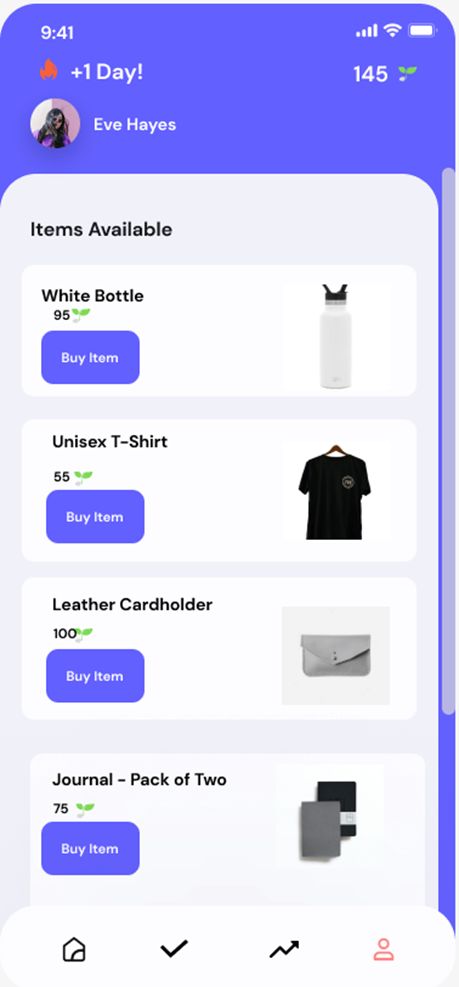 9:41
+1 Day!
145
Eve Hayes
Items Available
White Bottle
95
Buy Item
Unisex T-Shirt
55
Buy Item
Leather Cardholder
100
Buy Item
Journal - Pack of Two
75
Buy Item